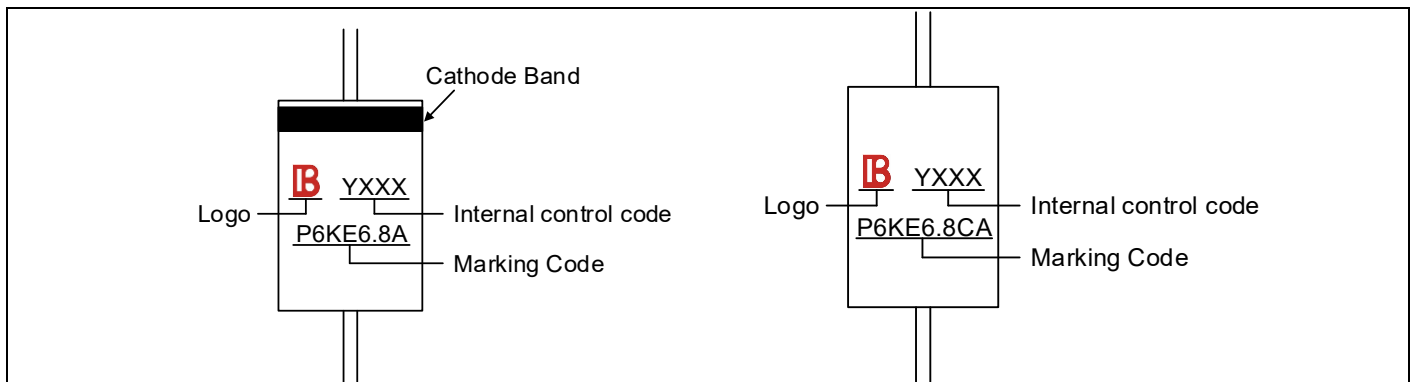 Cathode Band
B YXXX
Logo
Internal control code
P6KE6.8A
Marking Code
B YXXX
Logo
Internal control code
P6KE6.8CA
Marking Code